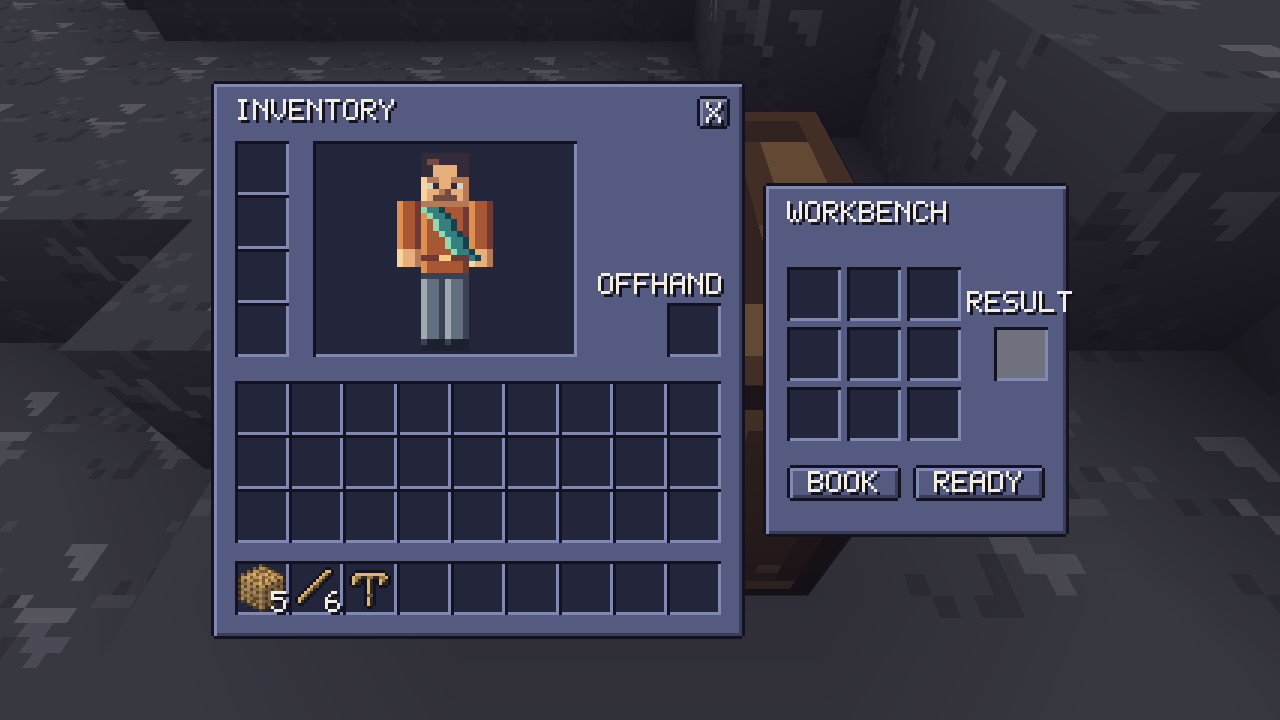 INVENTORY
X
OFFHAND
5
6
WORKBENCH
RESULT
BOOK
READY